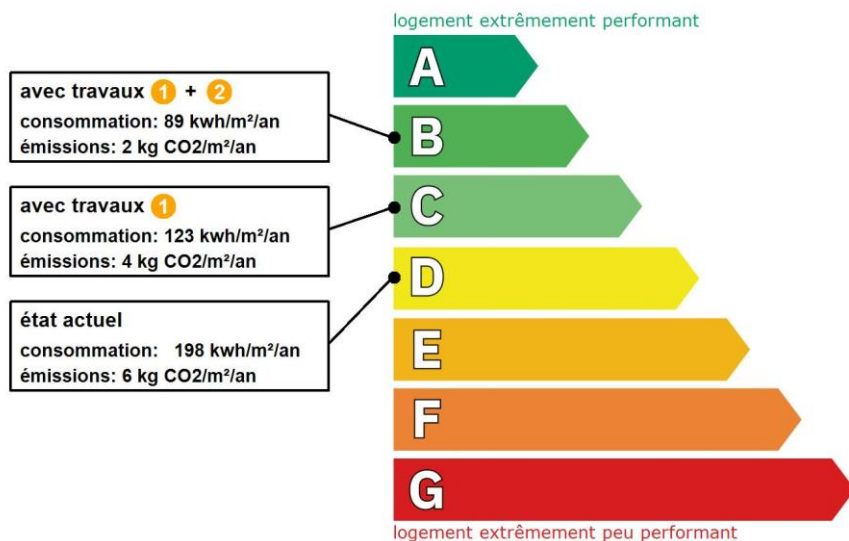 logement extrêmement performant
A
avec travaux 1 + 2
consommation: 89 kwh/m²/an
émissions: 2 kg CO2/m²/an
B
avec travaux 1
consommation: 123 kwh/m²/an
émissions: 4 kg CO2/m²/an
C
D
état actuel
consommation: 198 kwh/m²/an
émissions: 6 kg CO2/m²/an
E
F
G
logement extrêmement peu performant